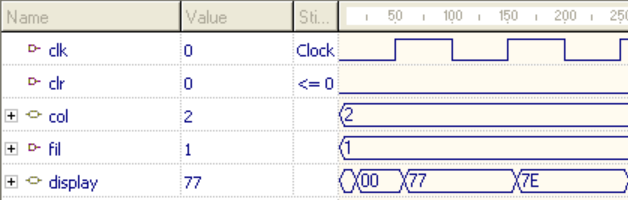 Name Value Sti... 50 100 150 200 250
clk 0 Clock
clr 0 <= 0
col 2 2
fil 1 1
display 77 00 77 7E